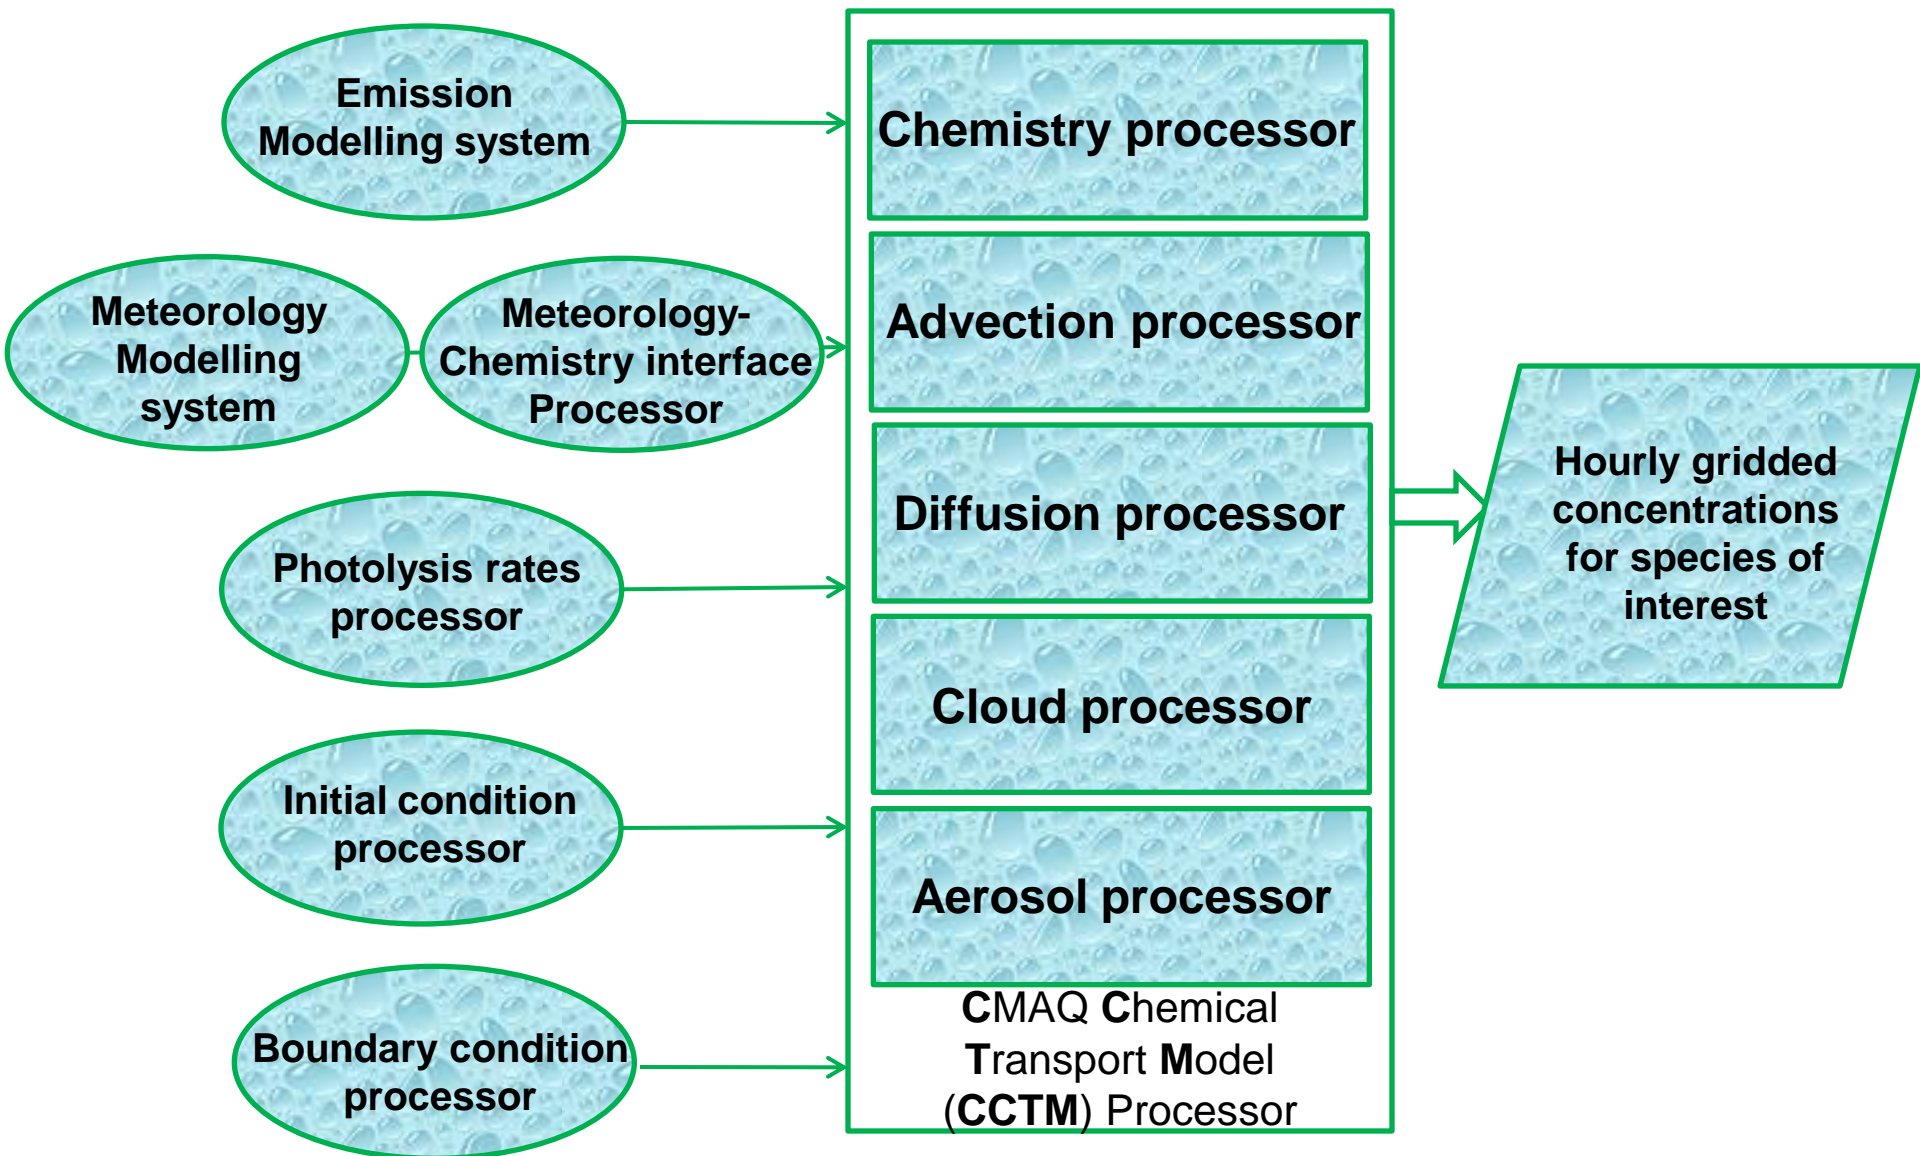 Emission
Modelling system
Meteorology
Modelling
system
Meteorology-
Chemistry interface
Processor
Photolysis rates
processor
Initial condition
processor
Boundary condition
processor
Chemistry processor
Advection processor
Diffusion processor
Cloud processor
Aerosol processor
CMAQ Chemical
Transport Model
(CCTM) Processor
Hourly gridded
concentrations
for species of
interest